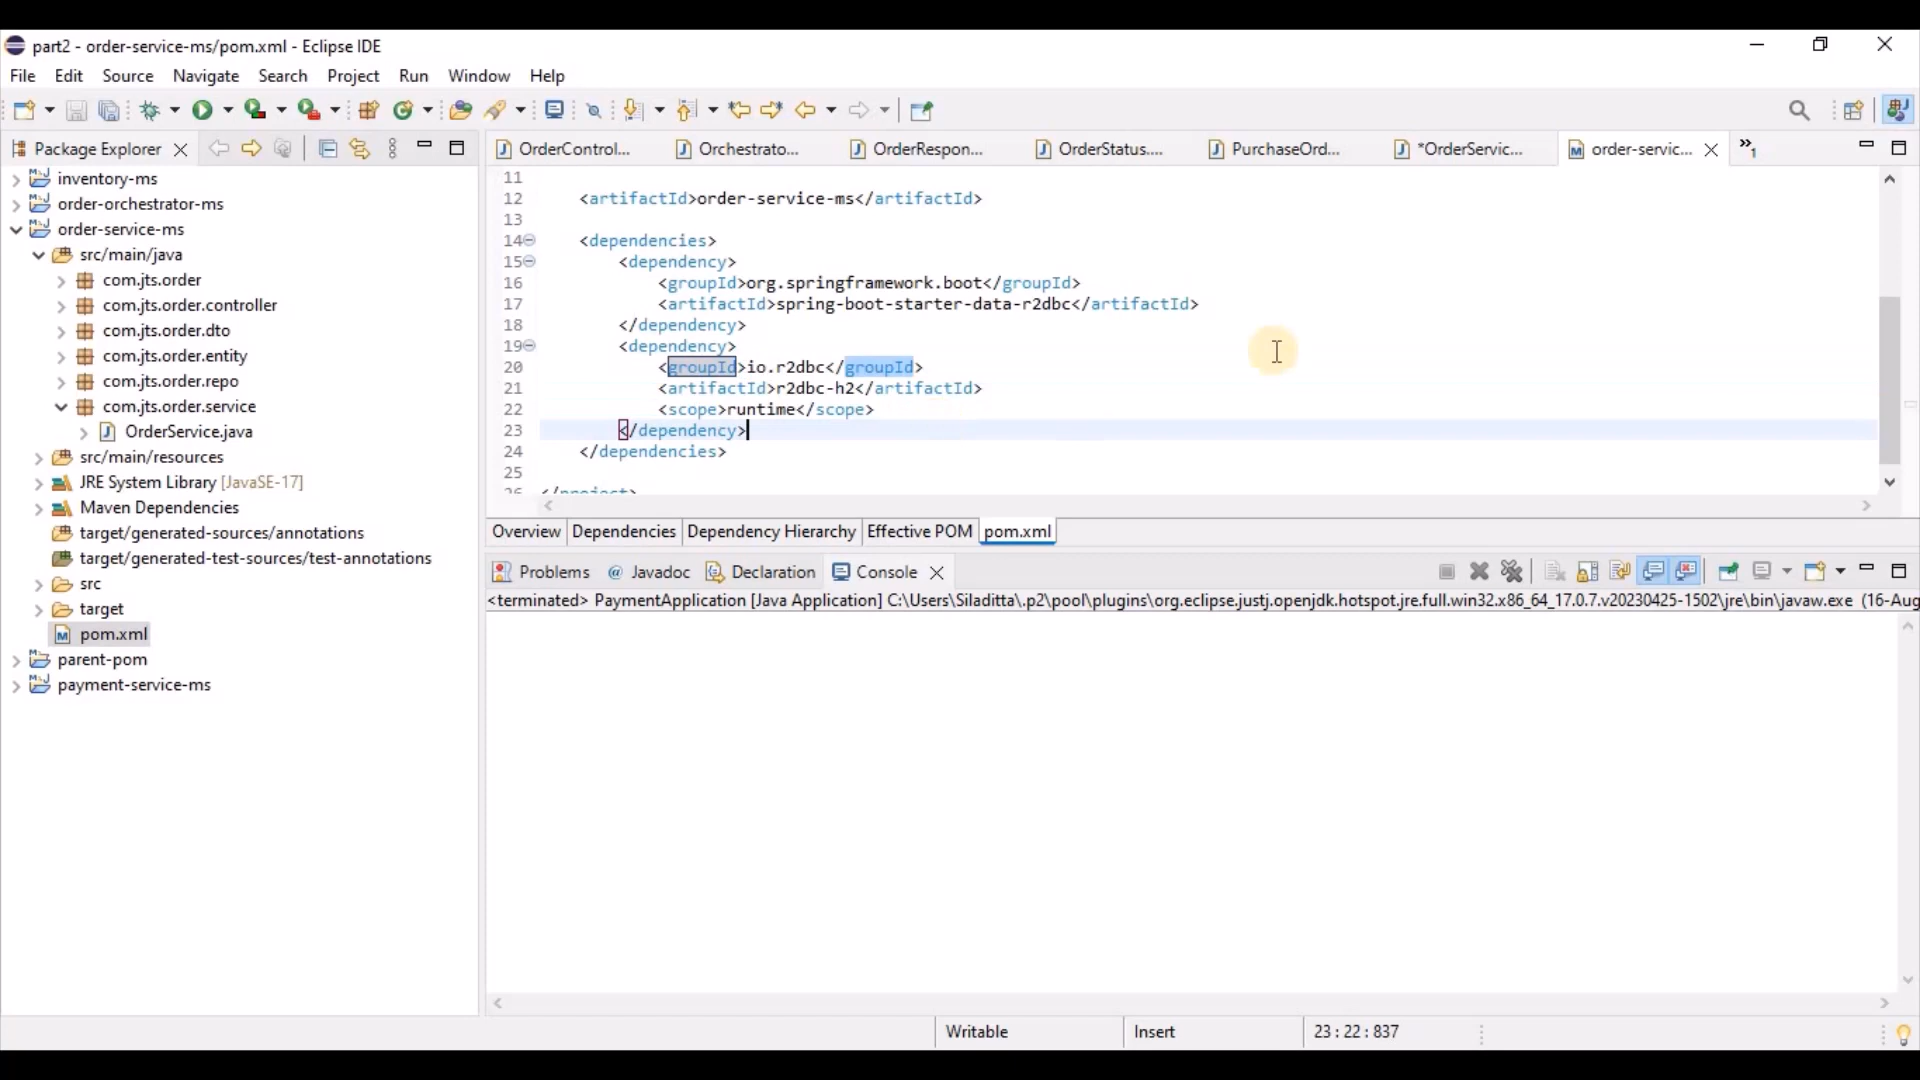 part2 - order-service-ms/pom.xml - Eclipse IDE
File Edit Source Navigate Search Project Run Window Help
Package Explorer
inventory-ms
order-orchestrator-ms
order-service-ms
src/main/java
com.jts.order
com.jts.order.controller
com.jts.order.dto
com.jts.order.entity
com.jts.order.repo
com.jts.order.service
OrderService.java
src/main/resources
JRE System Library [JavaSE-17]
Maven Dependencies
target/generated-sources/annotations
target/generated-test-sources/test-annotations
src
target
pom.xml
parent-pom
payment-service-ms
OrderControl... Orchestrato... OrderRespon... OrderStatus.... PurchaseOrd... *OrderServic... order-servic... »1
11
12 <artifactId>order-service-ms</artifactId>
13
14 <dependencies>
15 <dependency>
16 <groupId>org.springframework.boot</groupId>
17 <artifactId>spring-boot-starter-data-r2dbc</artifactId>
18 </dependency>
19 <dependency>
20 <groupId>io.r2dbc</groupId>
21 <artifactId>r2dbc-h2</artifactId>
22 <scope>runtime</scope>
23 </dependency>
24 </dependencies>
25
26 </project>
Overview Dependencies Dependency Hierarchy Effective POM pom.xml
Problems @ Javadoc Declaration Console
<terminated> PaymentApplication [Java Application] C:\Users\Siladitta\.p2\pool\plugins\org.eclipse.justj.openjdk.hotspot.jre.full.win32.x86_64_17.0.7.v20230425-1502\jre\bin\javaw.exe (16-Aug
Writable Insert 23 : 22 : 837